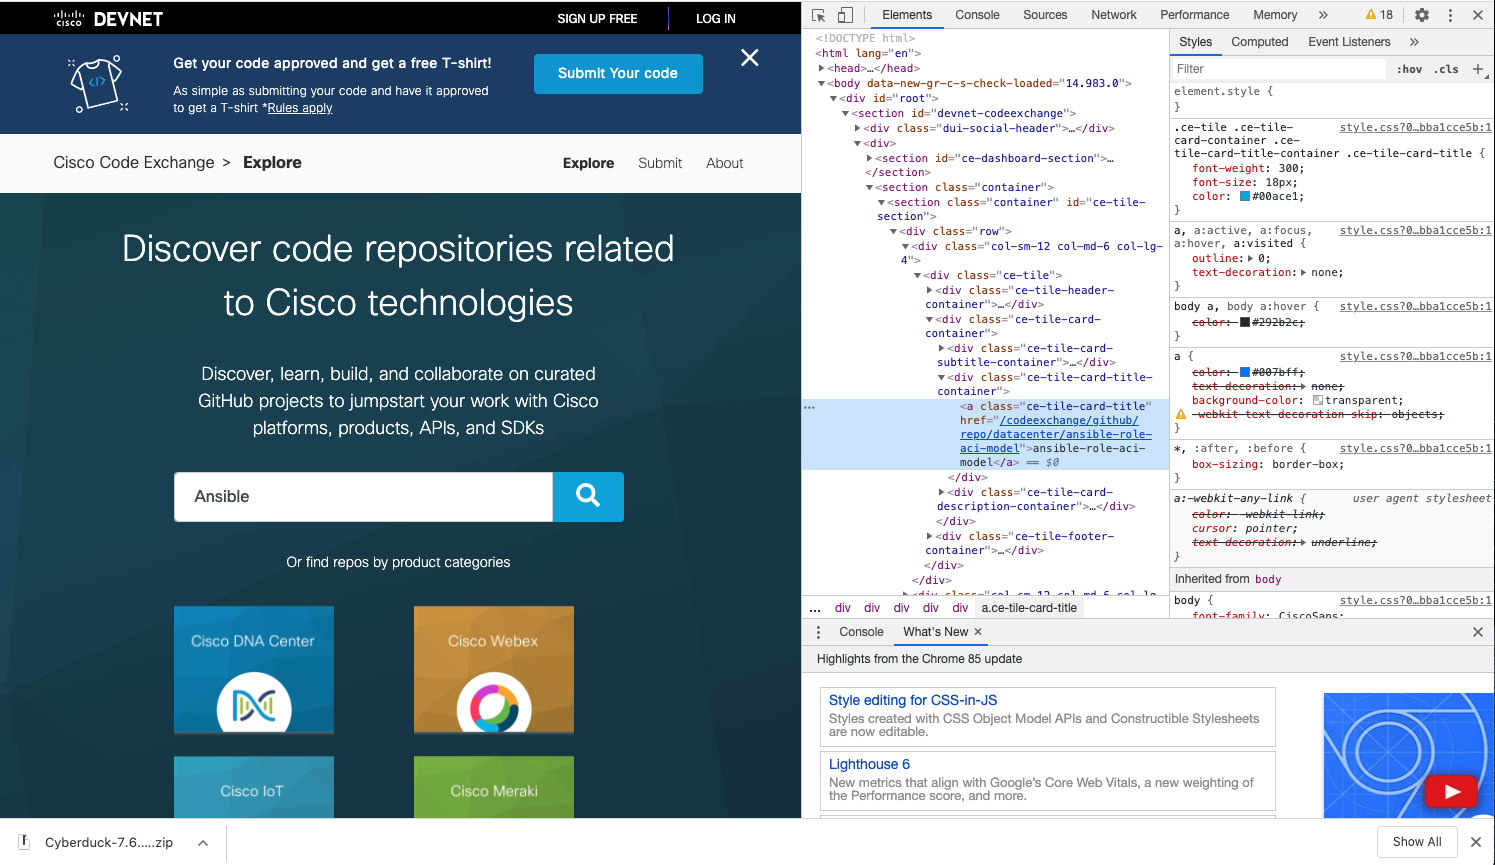 cisco DEVNET
SIGN UP FREE
LOG IN
Get your code approved and get a free T-shirt!
As simple as submitting your code and have it approved
to get a T-shirt *Rules apply
</>
Submit Your code
Cisco Code Exchange > Explore
Explore
Submit
About
Discover code repositories related
to Cisco technologies
Discover, learn, build, and collaborate on curated
GitHub projects to jumpstart your work with Cisco
platforms, products, APIs, and SDKs
Ansible
Or find repos by product categories
Cisco DNA Center
Cisco Webex
Cisco IoT
Cisco Meraki
Elements Console Sources Network Performance Memory » 18
<!DOCTYPE html>
<html lang="en">
<head>…</head>
<body data-new-gr-c-s-check-loaded="14.983.0">
<div id="root">
<section id="devnet-codeexchange">
<div class="dui-social-header">…</div>
<div>
<section id="ce-dashboard-section">…
</section>
<section class="container">
<section class="container" id="ce-tile-
section">
<div class="row">
<div class="col-sm-12 col-md-6 col-lg-
4">
<div class="ce-tile">
<div class="ce-tile-header-
container">…</div>
<div class="ce-tile-card-
container">
<div class="ce-tile-card-
subtitle-container">…</div>
<div class="ce-tile-card-title-
container">
… <a class="ce-tile-card-title"
href="/codeexchange/github/
repo/datacenter/ansible-role-
aci-model">ansible-role-aci-
model</a> == $0
</div>
<div class="ce-tile-card-
description-container">…</div>
</div>
<div class="ce-tile-footer-
container">…</div>
</div>
</div>
<div class="col-sm-12 col-md-6 col-lg-
... div div div div div a.ce-tile-card-title
Styles Computed Event Listeners »
Filter :hov .cls +
element.style {
}
.ce-tile .ce-tile- style.css?0…bba1cce5b:1
card-container .ce-
tile-card-title-container .ce-tile-card-title {
font-weight: 300;
font-size: 18px;
color: #00ace1;
}
a, a:active, a:focus, style.css?0…bba1cce5b:1
a:hover, a:visited {
outline: 0;
text-decoration: none;
}
body a, body a:hover { style.css?0…bba1cce5b:1
color: #292b2c;
}
a { style.css?0…bba1cce5b:1
color: #007bff;
text-decoration: none;
background-color: transparent;
-webkit-text-decoration-skip: objects;
}
*, :after, :before { style.css?0…bba1cce5b:1
box-sizing: border-box;
}
a:-webkit-any-link { user agent stylesheet
color: -webkit-link;
cursor: pointer;
text-decoration: underline;
}
Inherited from body
body { style.css?0…bba1cce5b:1
font-family: CiscoSans;
Console What's New ×
Highlights from the Chrome 85 update
Style editing for CSS-in-JS
Styles created with CSS Object Model APIs and Constructible Stylesheets
are now editable.
Lighthouse 6
New metrics that align with Google's Core Web Vitals, a new weighting of
the Performance score, and more.
Cyberduck-7.6.....zip
Show All